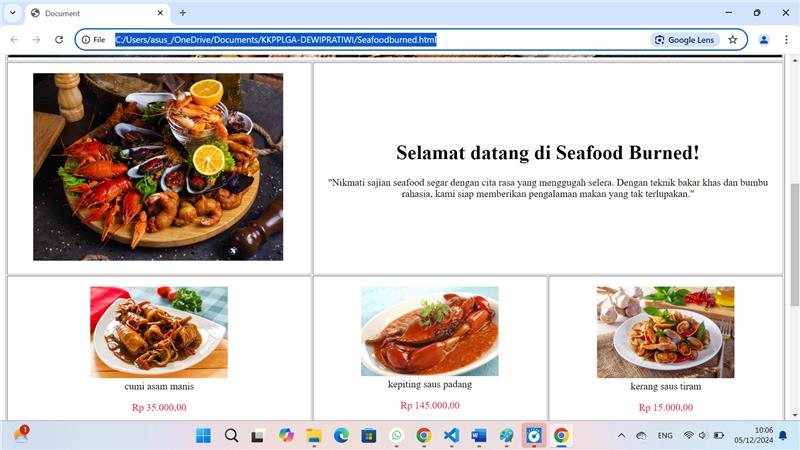 Document
File
C:/Users/asus_/OneDrive/Documents/KKPPLGA-DEWIPRATIWI/Seafoodburned.html
Google Lens
Selamat datang di Seafood Burned!
"Nikmati sajian seafood segar dengan cita rasa yang menggugah selera. Dengan teknik bakar khas dan bumbu
rahasia, kami siap memberikan pengalaman makan yang tak terlupakan."
cumi asam manis
Rp 35.000,00
kepiting saus padang
Rp 145.000,00
kerang saus tiram
Rp 15.000,00
1
ENG
10:06
05/12/2024